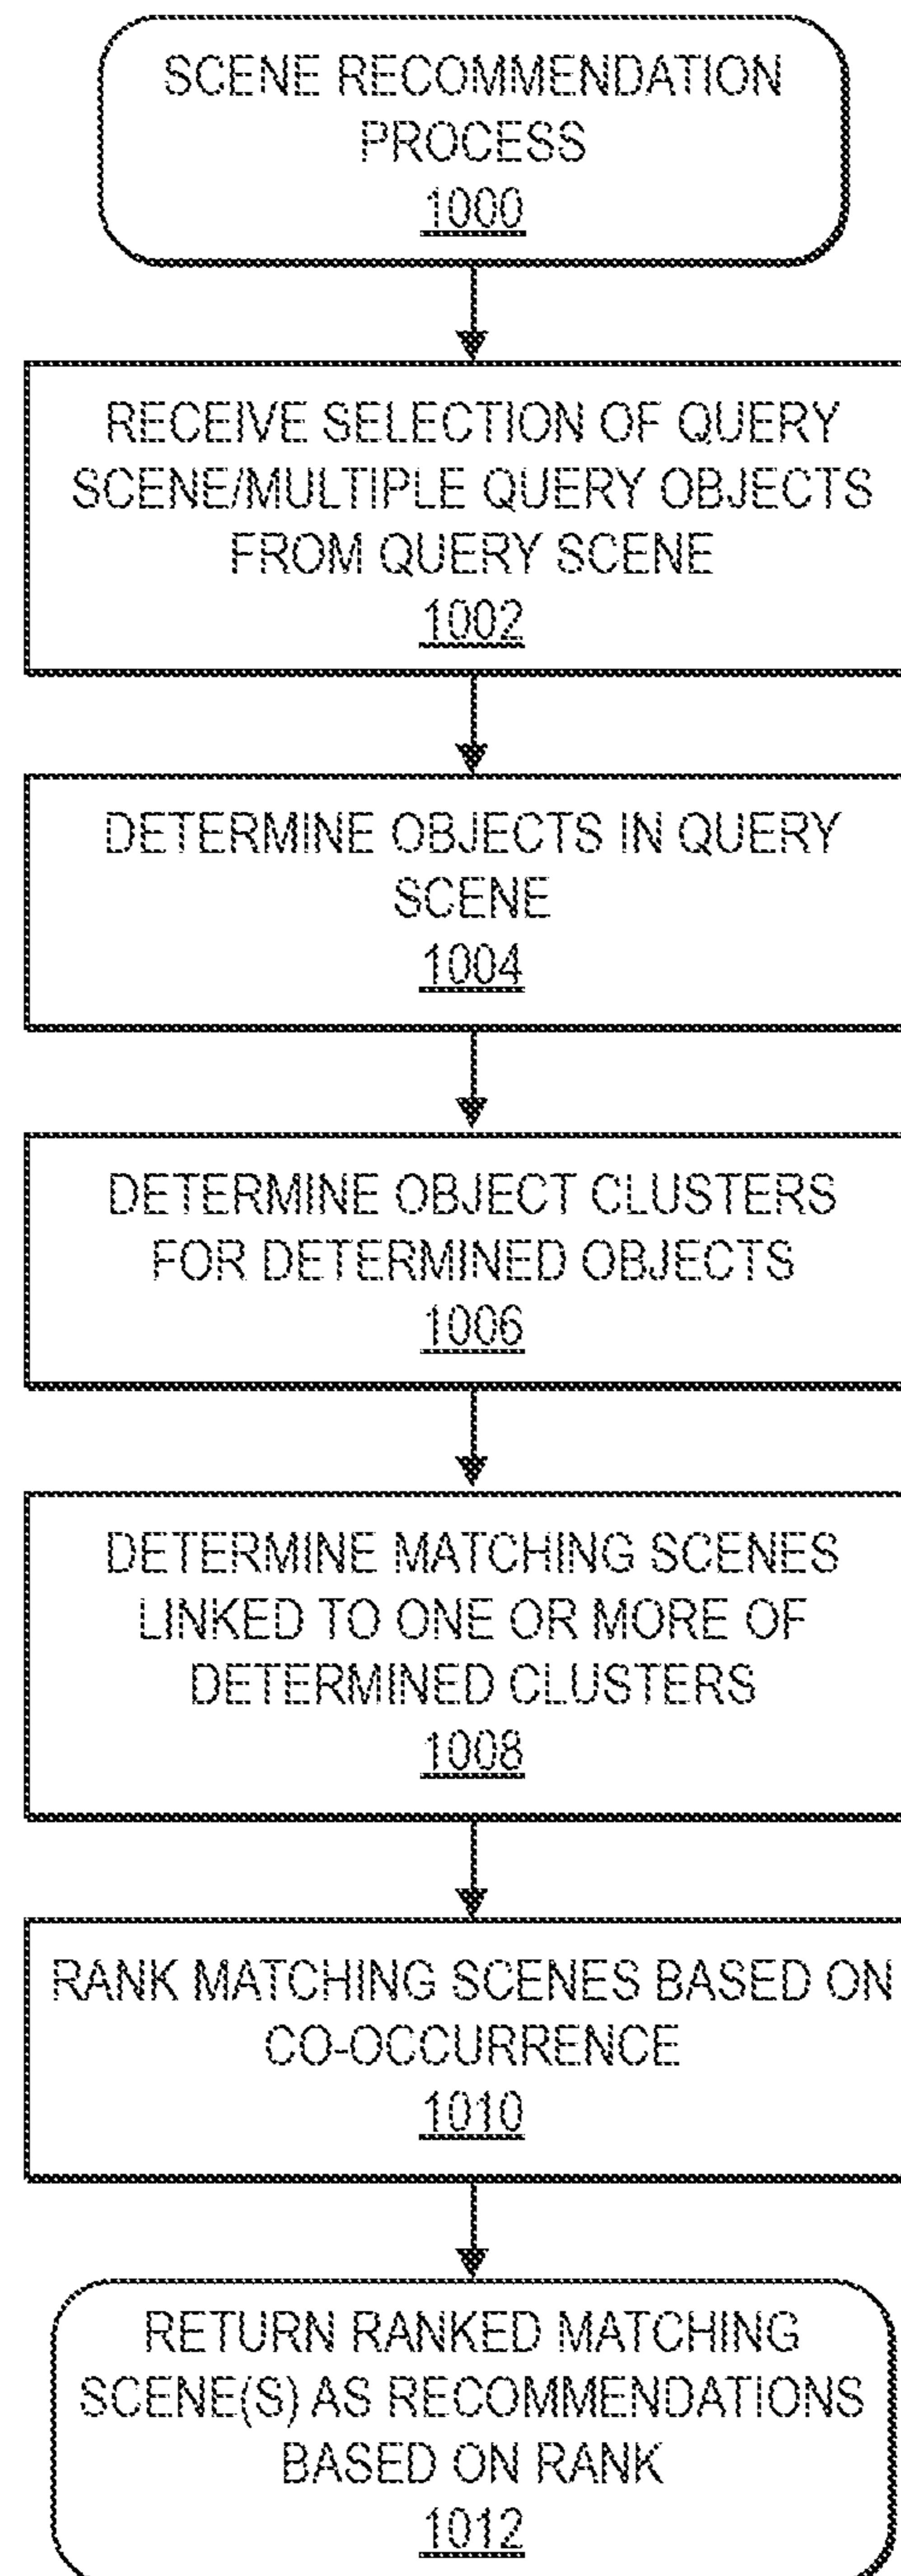 SCENE RECOMMENDATION
PROCESS
1000
RECEIVE SELECTION OF QUERY
SCENE/MULTIPLE QUERY OBJECTS
FROM QUERY SCENE
1002
DETERMINE OBJECTS IN QUERY
SCENE
1004
DETERMINE OBJECT CLUSTERS
FOR DETERMINED OBJECTS
1006
DETERMINE MATCHING SCENES
LINKED TO ONE OR MORE OF
DETERMINED CLUSTERS
1008
RANK MATCHING SCENES BASED ON
CO-OCCURRENCE
1010
RETURN RANKED MATCHING
SCENE(S) AS RECOMMENDATIONS
BASED ON RANK
1012